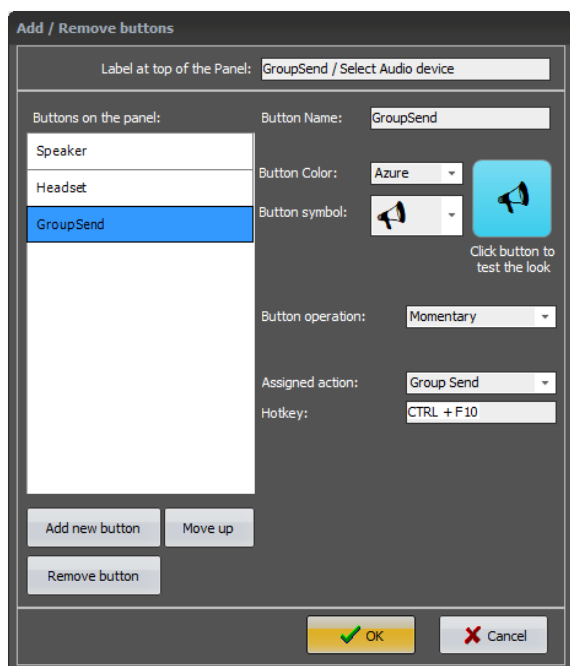 Add / Remove buttons
Label at top of the Panel: GroupSend / Select Audio device
Buttons on the panel:
Speaker
Headset
GroupSend
Button Name: GroupSend
Button Color: Azure
Button symbol:
Click button to
test the look
Button operation: Momentary
Assigned action: Group Send
Hotkey: CTRL + F10
Add new button Move up
Remove button
OK Cancel